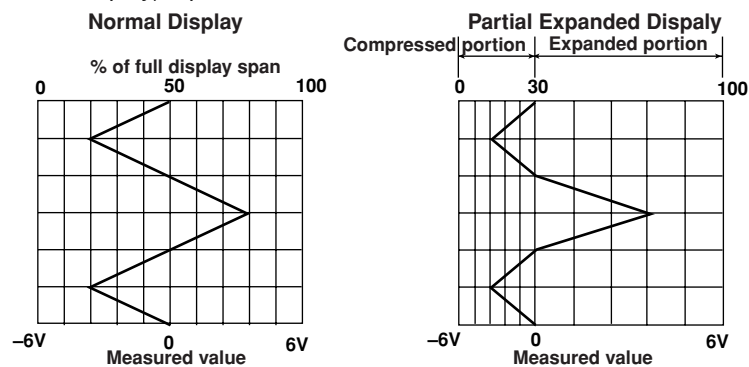 Normal Display
% of full display span
0 50 100
–6V 0 6V
Measured value
Partial Expanded Dispaly
Compressed portion Expanded portion
0 30 100
–6V 0 6V
Measured value